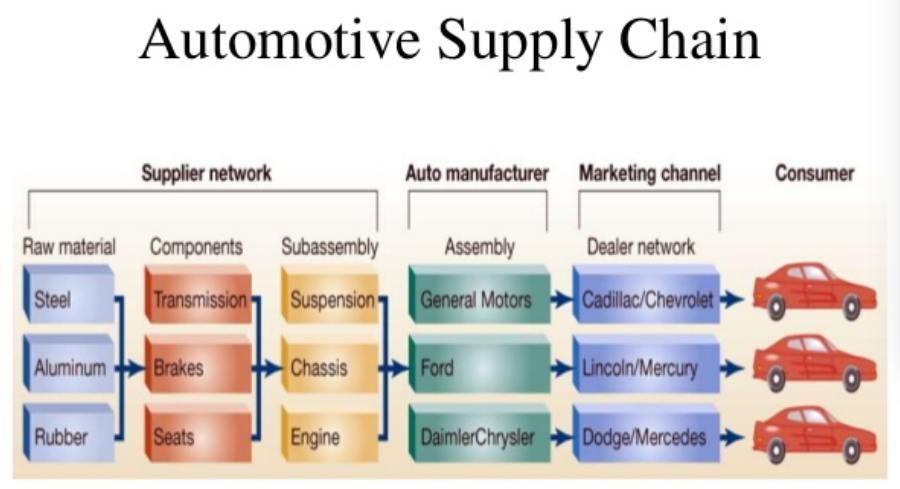 Automotive Supply Chain
Supplier network Auto manufacturer Marketing channel Consumer
Raw material Components Subassembly Assembly Dealer network
Steel Transmission Suspension General Motors Cadillac/Chevrolet
Aluminum Brakes Chassis Ford Lincoln/Mercury
Rubber Seats Engine DaimlerChrysler Dodge/Mercedes